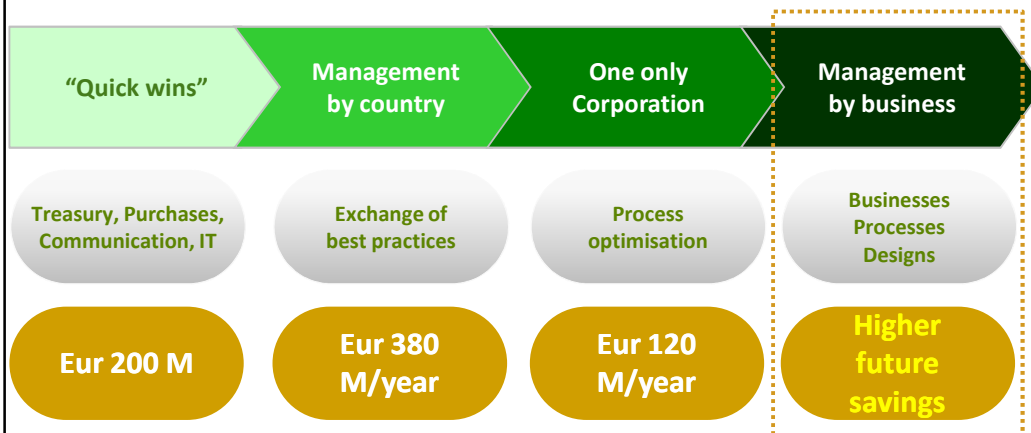 “Quick wins”
Management
by country
One only
Corporation
Management
by business
Treasury, Purchases,
Communication, IT
Exchange of
best practices
Process
optimisation
Businesses
Processes
Designs
Eur 200 M
Eur 380
M/year
Eur 120
M/year
Higher
future
savings